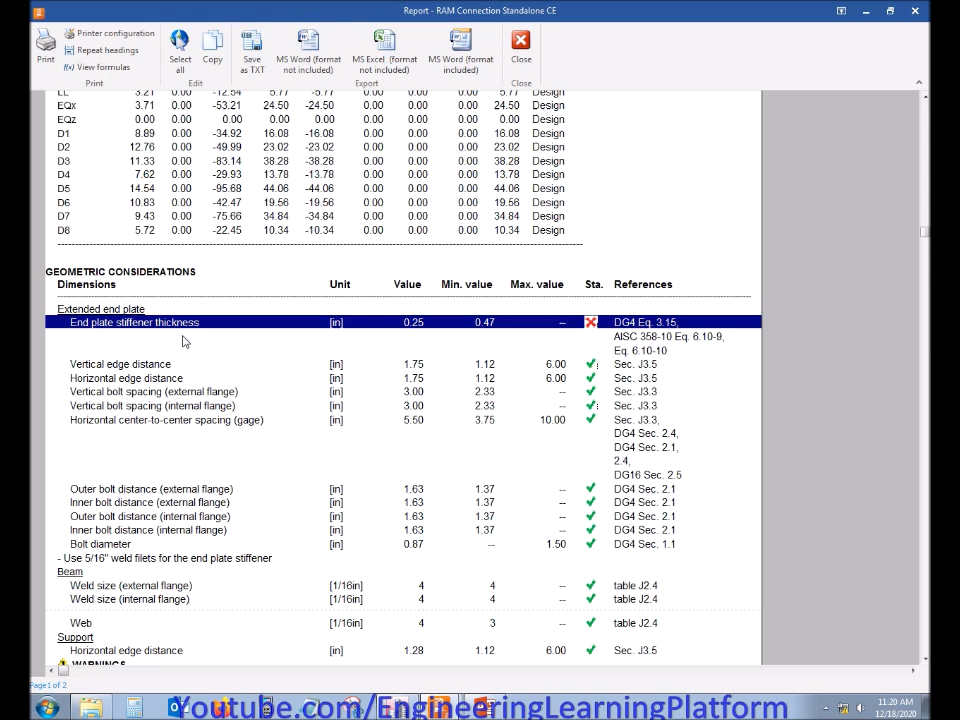 Report - RAM Connection Standalone CE
Print
Printer configuration
Repeat headings
f(x) View formulas
Print
Select all
Copy
Edit
Save as TXT
MS Word (format not included)
MS Excel (format not included)
MS Word (format included)
Export
Close
Close
LL 3.21 0.00 -12.54 5.77 -5.77 0.00 0.00 5.77 Design
EQx 3.71 0.00 -53.21 24.50 -24.50 0.00 0.00 24.50 Design
EQz 0.00 0.00 0.00 0.00 0.00 0.00 0.00 0.00 Design
D1 8.89 0.00 -34.92 16.08 -16.08 0.00 0.00 16.08 Design
D2 12.76 0.00 -49.99 23.02 -23.02 0.00 0.00 23.02 Design
D3 11.33 0.00 -83.14 38.28 -38.28 0.00 0.00 38.28 Design
D4 7.62 0.00 -29.93 13.78 -13.78 0.00 0.00 13.78 Design
D5 14.54 0.00 -95.68 44.06 -44.06 0.00 0.00 44.06 Design
D6 10.83 0.00 -42.47 19.56 -19.56 0.00 0.00 19.56 Design
D7 9.43 0.00 -75.66 34.84 -34.84 0.00 0.00 34.84 Design
D8 5.72 0.00 -22.45 10.34 -10.34 0.00 0.00 10.34 Design
GEOMETRIC CONSIDERATIONS
Dimensions Unit Value Min. value Max. value Sta. References
Extended end plate
End plate stiffener thickness [in] 0.25 0.47 -- DG4 Eq. 3.15,
AISC 358-10 Eq. 6.10-9,
Eq. 6.10-10
Vertical edge distance [in] 1.75 1.12 6.00 Sec. J3.5
Horizontal edge distance [in] 1.75 1.12 6.00 Sec. J3.5
Vertical bolt spacing (external flange) [in] 3.00 2.33 -- Sec. J3.3
Vertical bolt spacing (internal flange) [in] 3.00 2.33 -- Sec. J3.3
Horizontal center-to-center spacing (gage) [in] 5.50 3.75 10.00 Sec. J3.3,
DG4 Sec. 2.4,
DG4 Sec. 2.1,
2.4,
DG16 Sec. 2.5
Outer bolt distance (external flange) [in] 1.63 1.37 -- DG4 Sec. 2.1
Inner bolt distance (external flange) [in] 1.63 1.37 -- DG4 Sec. 2.1
Outer bolt distance (internal flange) [in] 1.63 1.37 -- DG4 Sec. 2.1
Inner bolt distance (internal flange) [in] 1.63 1.37 -- DG4 Sec. 2.1
Bolt diameter [in] 0.87 -- 1.50 DG4 Sec. 1.1
- Use 5/16" weld filets for the end plate stiffener
Beam
Weld size (external flange) [1/16in] 4 4 -- table J2.4
Weld size (internal flange) [1/16in] 4 4 -- table J2.4
Web [1/16in] 4 3 -- table J2.4
Support
Horizontal edge distance [in] 1.28 1.12 6.00 Sec. J3.5
WARNINGS
Page1 of 2
Youtube.com/EngineeringLearningPlatform
11:20 AM
12/18/2020